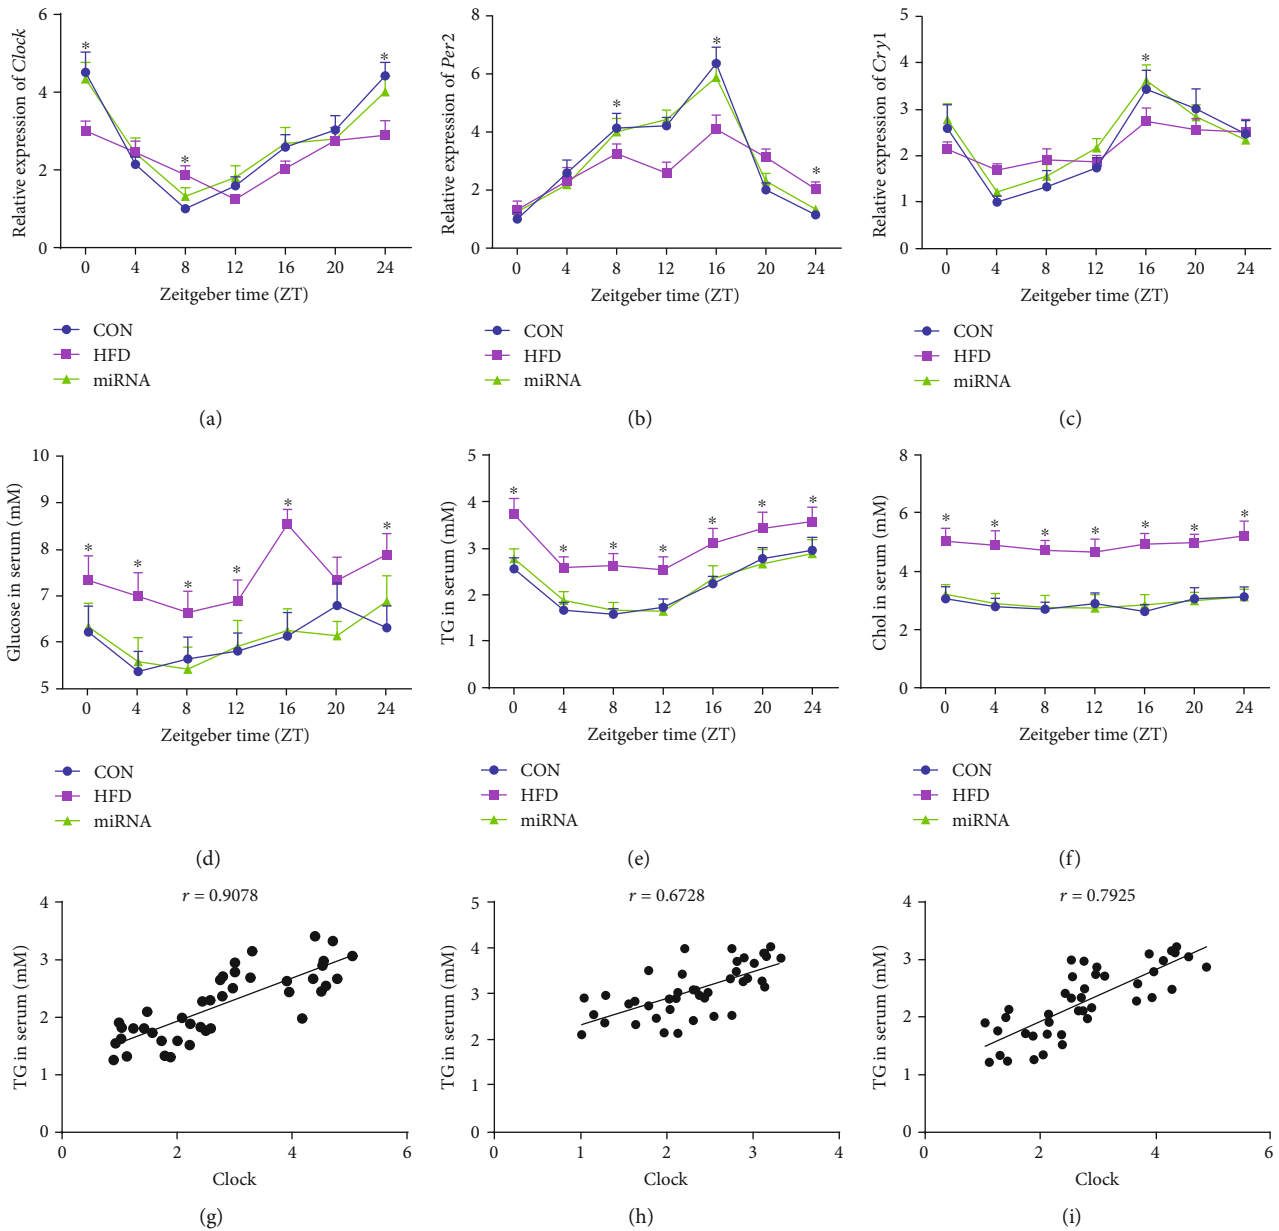 Relative expression of Clock
6
4
2
0
*
*
*
0 4 8 12 16 20 24
Zeitgeber time (ZT)
CON
HFD
miRNA
(a)
Relative expression of Per2
8
6
4
2
0
*
*
*
0 4 8 12 16 20 24
Zeitgeber time (ZT)
CON
HFD
miRNA
(b)
Relative expression of Cry1
5
4
3
2
1
0
*
0 4 8 12 16 20 24
Zeitgeber time (ZT)
CON
HFD
miRNA
(c)
Glucose in serum (mM)
10
9
8
7
6
5
* * * * * *
0 4 8 12 16 20 24
Zeitgeber time (ZT)
CON
HFD
miRNA
(d)
TG in serum (mM)
5
4
3
2
1
0
* * * * * * *
0 4 8 12 16 20 24
Zeitgeber time (ZT)
CON
HFD
miRNA
(e)
Chol in serum (mM)
8
6
4
2
0
* * * * * * *
0 4 8 12 16 20 24
Zeitgeber time (ZT)
CON
HFD
miRNA
(f)
r = 0.9078
TG in serum (mM)
4
3
2
1
0
0 2 4 6
Clock
(g)
r = 0.6728
TG in serum (mM)
5
4
3
2
1
0
0 1 2 3 4
Clock
(h)
r = 0.7925
TG in serum (mM)
4
3
2
1
0
0 2 4 6
Clock
(i)